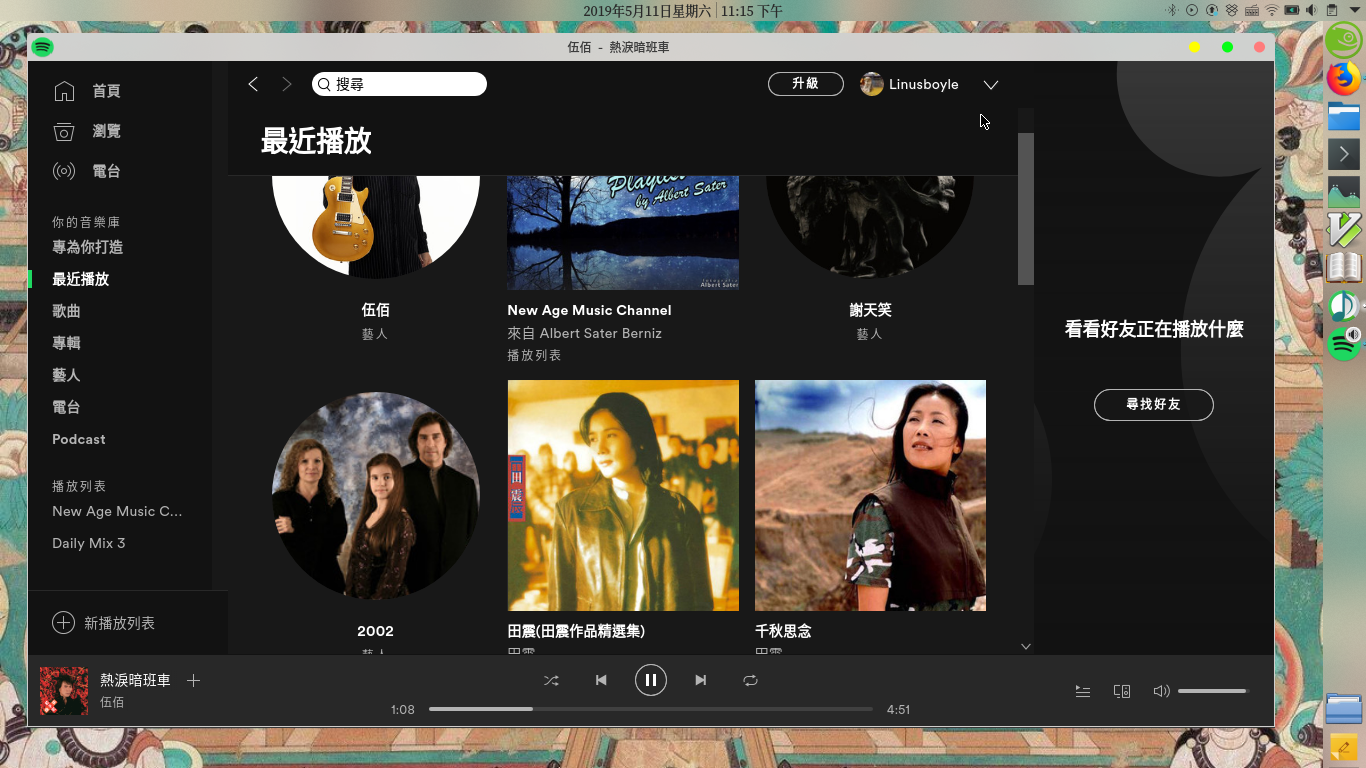 2019年5月11日星期六 | 11:15 下午
伍佰 - 熱淚暗班車
首頁
瀏覽
電台
你的音樂庫
專為你打造
最近播放
歌曲
專輯
藝人
電台
Podcast
播放列表
New Age Music C...
Daily Mix 3
新播放列表
搜尋
升級
Linusboyle
最近播放
Playlist
by Albert Sater
Albert Sater
伍佰
藝人
New Age Music Channel
來自 Albert Sater Berniz
播放列表
謝天笑
藝人
田震
2002
藝人
田震(田震作品精選集)
田震
千秋思念
田震
看看好友正在播放什麼
尋找好友
熱淚暗班車
伍佰
1:08
4:51